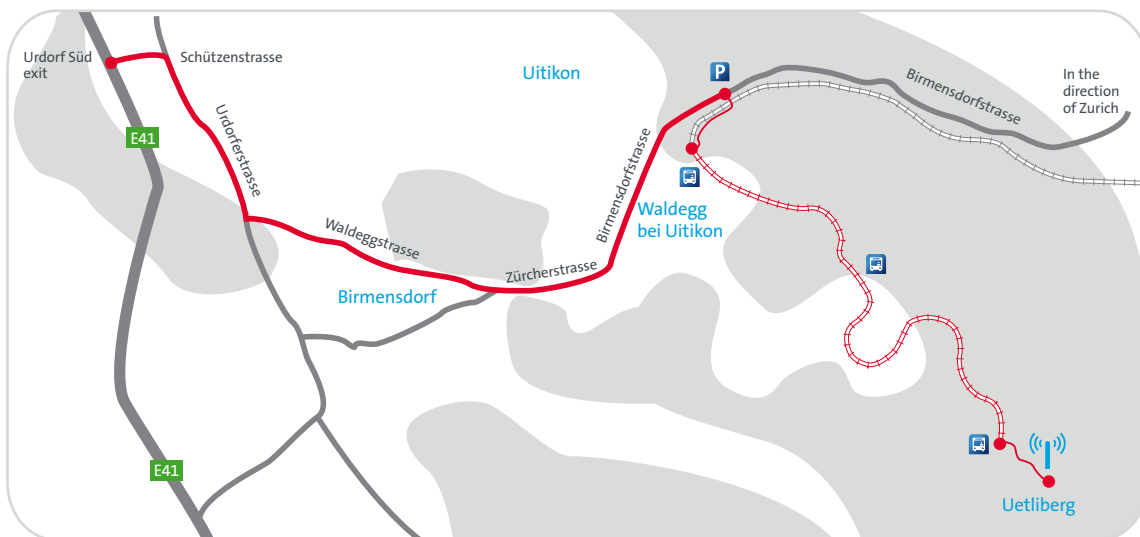 Urdorf Süd
exit
Schützenstrasse
Uitikon
P
Birmensdorfstrasse
In the
direction
of Zurich
E41
Urdorferstrasse
Birmensdorfstrasse
Waldegg
bei Uitikon
Waldeggstrasse
Zürcherstrasse
Birmensdorf
E41
Uetliberg